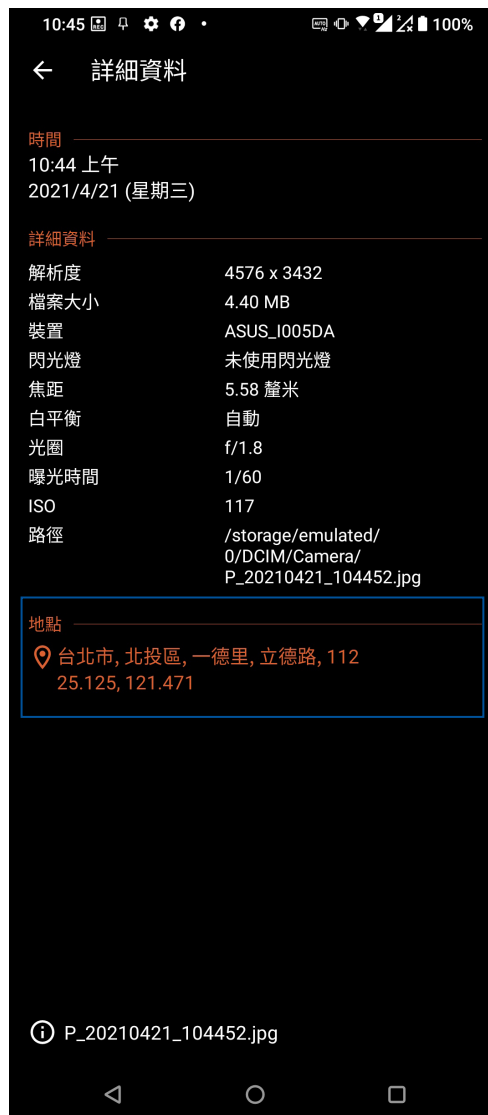 10:45 100%
詳細資料
時間
10:44 上午
2021/4/21 (星期三)
詳細資料
解析度 4576 x 3432
檔案大小 4.40 MB
裝置 ASUS_I005DA
閃光燈 未使用閃光燈
焦距 5.58 釐米
白平衡 自動
光圈 f/1.8
曝光時間 1/60
ISO 117
路徑 /storage/emulated/
0/DCIM/Camera/
P_20210421_104452.jpg
地點
台北市, 北投區, 一德里, 立德路, 112
25.125, 121.471
P_20210421_104452.jpg